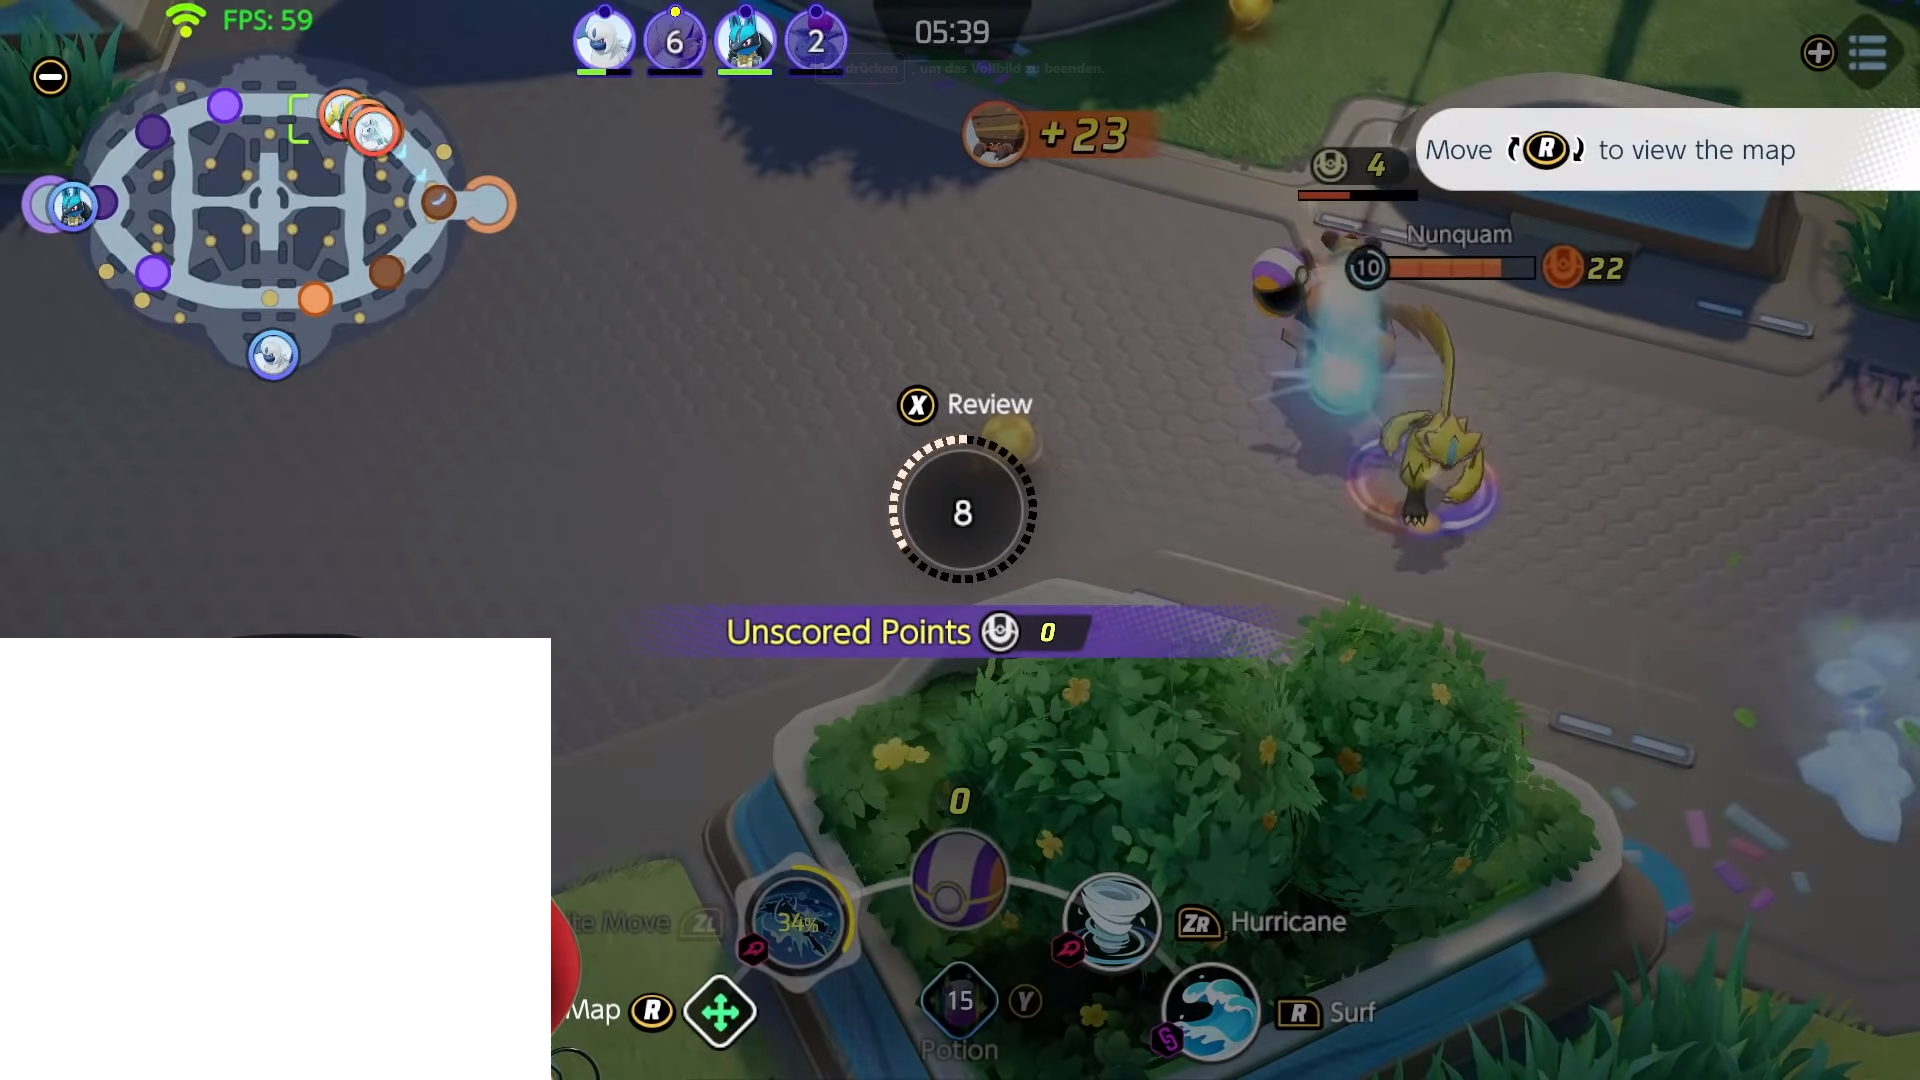 FPS: 59
6
2
05:39
drücken , um das Vollbild zu beenden.
+23
4
Move R to view the map
Nunquam
10
22
X Review
8
Unscored Points 0
0
34%
te Move ZL
ZR Hurricane
Map R
15 Y
R Surf
Potion